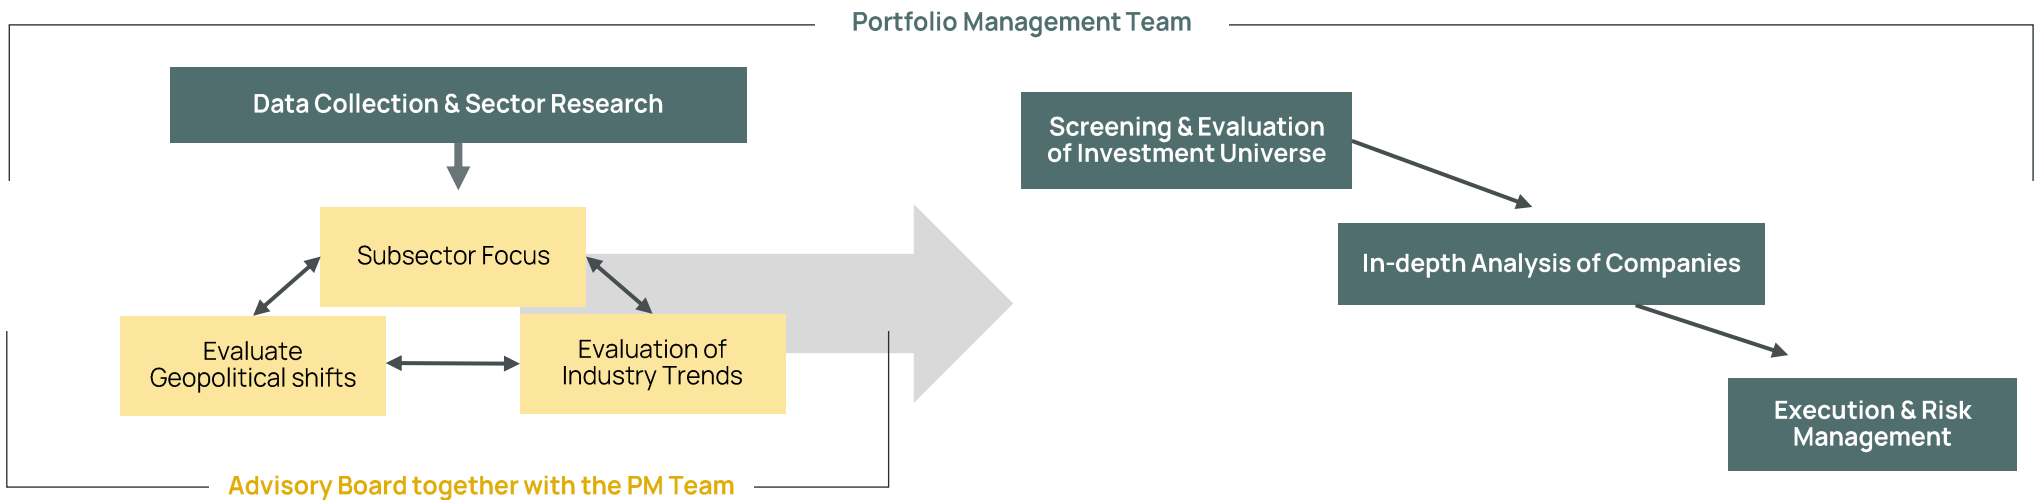 Portfolio Management Team
Data Collection & Sector Research
Subsector Focus
Evaluate
Geopolitical shifts
Evaluation of
Industry Trends
Advisory Board together with the PM Team
Screening & Evaluation
of Investment Universe
In-depth Analysis of Companies
Execution & Risk
Management